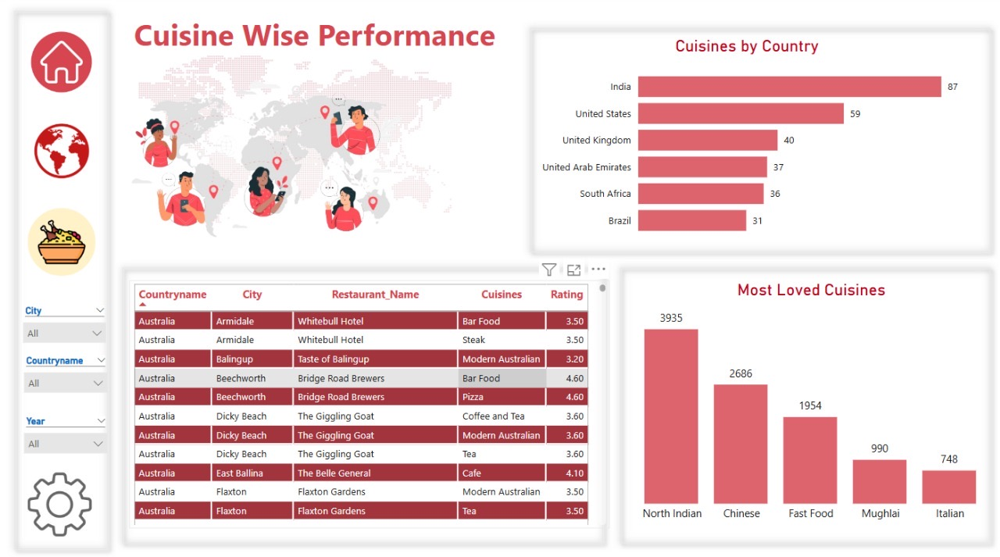 Cuisine Wise Performance
City
All
Countryname
All
Year
All
Cuisines by Country
India 87
United States 59
United Kingdom 40
United Arab Emirates 37
South Africa 36
Brazil 31
Countryname City Restaurant_Name Cuisines Rating
Australia Armidale Whitebull Hotel Bar Food 3.50
Australia Armidale Whitebull Hotel Steak 3.50
Australia Balingup Taste of Balingup Modern Australian 3.20
Australia Beechworth Bridge Road Brewers Bar Food 4.60
Australia Beechworth Bridge Road Brewers Pizza 4.60
Australia Dicky Beach The Giggling Goat Coffee and Tea 3.60
Australia Dicky Beach The Giggling Goat Modern Australian 3.60
Australia Dicky Beach The Giggling Goat Tea 3.60
Australia East Ballina The Belle General Cafe 4.10
Australia Flaxton Flaxton Gardens Modern Australian 3.50
Australia Flaxton Flaxton Gardens Tea 3.50
Most Loved Cuisines
3935 2686 1954 990 748
North Indian Chinese Fast Food Mughlai Italian